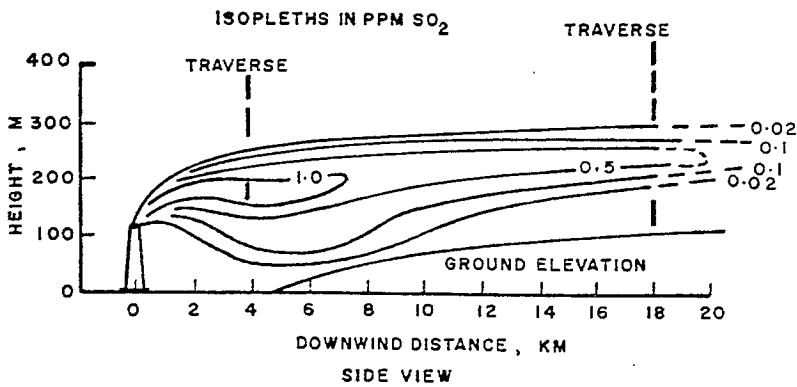 ISOPLETHS IN PPM SO2
TRAVERSE
TRAVERSE
400
300
200
100
0
HEIGHT, M
1.0
0.5
0.02
0.1
0.1
0.02
GROUND ELEVATION
0 2 4 6 8 10 12 14 16 18 20
DOWNWIND DISTANCE, KM
SIDE VIEW